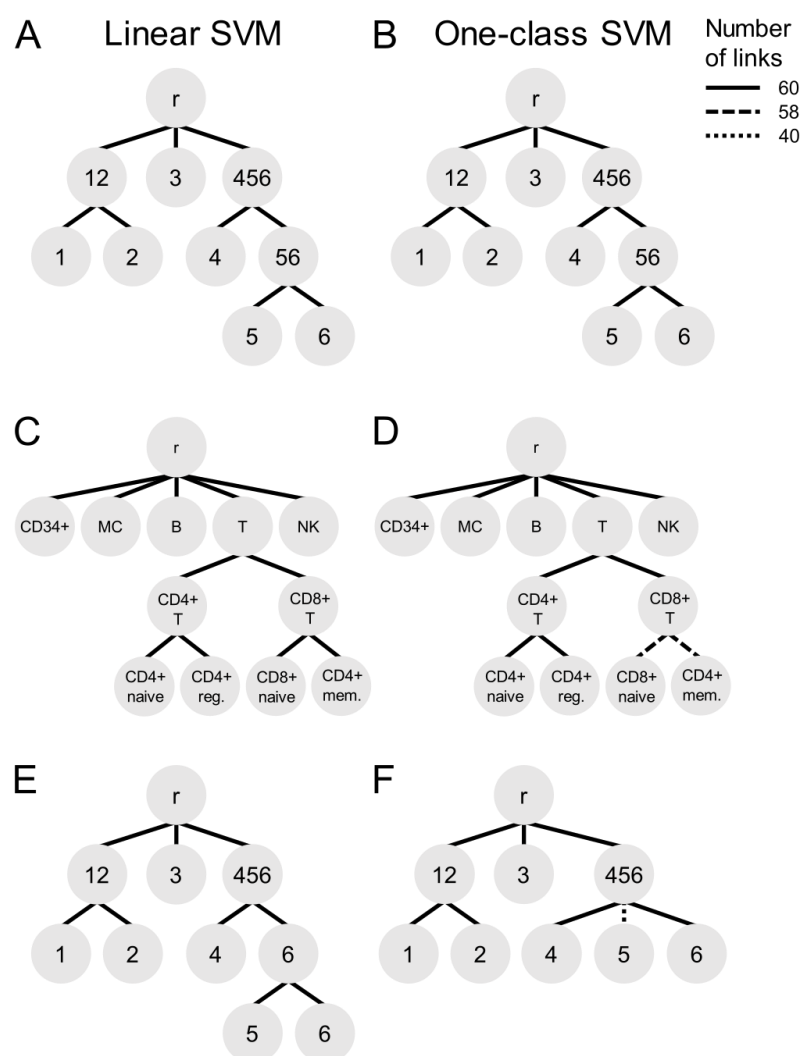 A Linear SVM
B One-class SVM
Number
of links
60
58
40
r
12 3 456
1 2 4 56
5 6
r
12 3 456
1 2 4 56
5 6
C
r
CD34+ MC B T NK
CD4+
T
CD8+
T
CD4+
naive
CD4+
reg.
CD8+
naive
CD4+
mem.
D
r
CD34+ MC B T NK
CD4+
T
CD8+
T
CD4+
naive
CD4+
reg.
CD8+
naive
CD4+
mem.
E
r
12 3 456
1 2 4 6
5 6
F
r
12 3 456
1 2 4 5 6